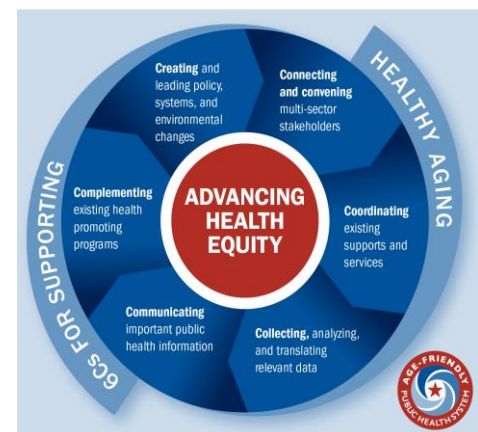 6Cs FOR SUPPORTING
HEALTHY AGING
ADVANCING
HEALTH
EQUITY
Creating and
leading policy,
systems, and
environmental
changes
Connecting
and convening
multi-sector
stakeholders
Coordinating
existing
supports and
services
Collecting, analyzing,
and translating
relevant data
Communicating
important public
health information
Complementing
existing health
promoting
programs
AGE-FRIENDLY
PUBLIC HEALTH SYSTEM